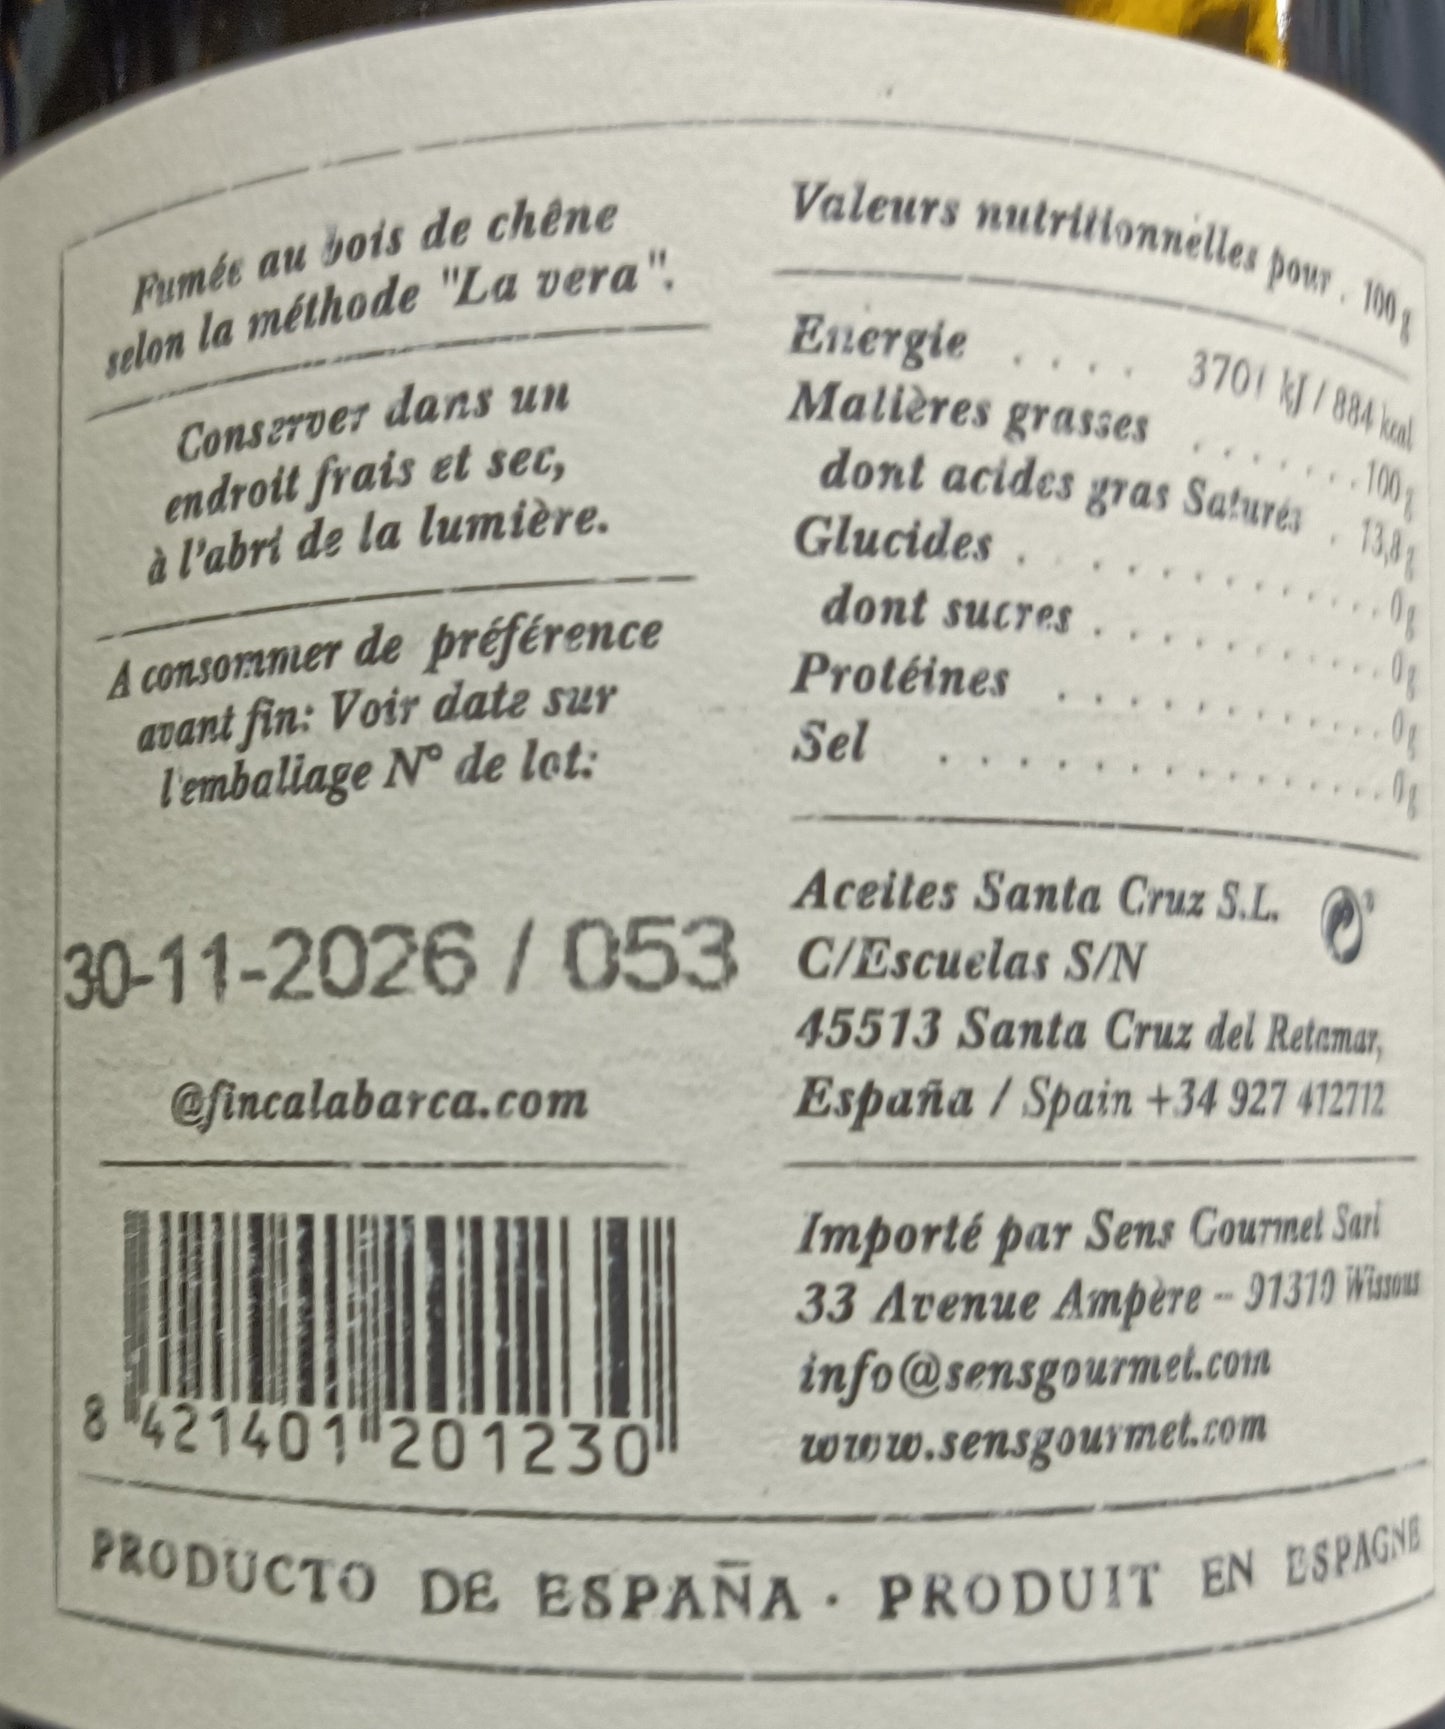 Fumée au bois de chêne
selon la méthode "La vera".
Conserver dans un
endroit frais et sec,
à l'abri de la lumière.
A consommer de préférence
avant fin: Voir date sur
l'emballage N° de lot:
30-11-2026 / 053
@fincalabarca.com
8 421401 201230
Valeurs nutritionnelles pour . 100 g
Energie . . . . 3701 kJ / 884 kcal
Matières grasses . . . . . . . 100 g
dont acides gras Saturés . 13,8 g
Glucides . . . . . . . . . . . . 0 g
dont sucres . . . . . . . . . . 0 g
Protéines . . . . . . . . . . . 0 g
Sel . . . . . . . . . . . . . . . 0 g
Aceites Santa Cruz S.L.
C/Escuelas S/N
45513 Santa Cruz del Retamar,
España / Spain +34 927 412712
Importé par Sens Gourmet Sarl
33 Avenue Ampère – 91310 Wissous
info@sensgourmet.com
www.sensgourmet.com
PRODUCTO DE ESPAÑA · PRODUIT EN ESPAGNE